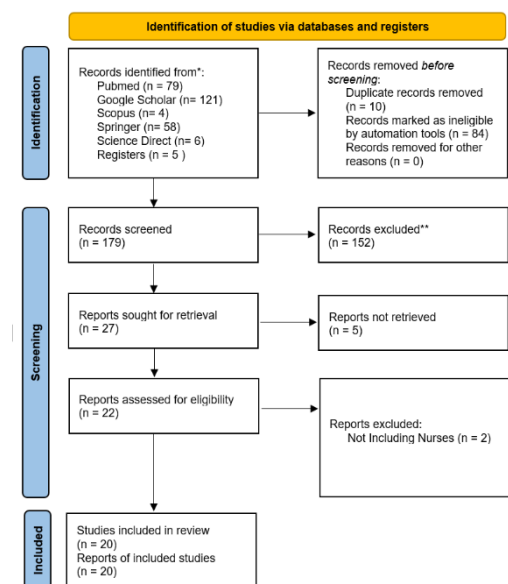 Identification of studies via databases and registers
Identification
Records identified from*:
Pubmed (n = 79)
Google Scholar (n= 121)
Scopus (n= 4)
Springer (n= 58)
Science Direct (n= 6)
Registers (n = 5 )
Records removed before
screening:
Duplicate records removed
(n = 10)
Records marked as ineligible
by automation tools (n = 84)
Records removed for other
reasons (n = 0)
Screening
Records screened
(n = 179)
Records excluded**
(n = 152)
Reports sought for retrieval
(n = 27)
Reports not retrieved
(n = 5)
Reports assessed for eligibility
(n = 22)
Reports excluded:
Not Including Nurses (n = 2)
Included
Studies included in review
(n = 20)
Reports of included studies
(n = 20)